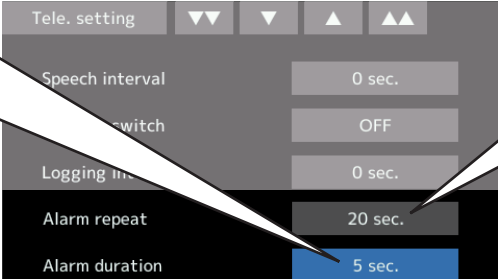 Tele. setting ▼▼ ▼ ▲ ▲▲
Speech interval 0 sec.
switch OFF
Logging 0 sec.
Alarm repeat 20 sec.
Alarm duration 5 sec.